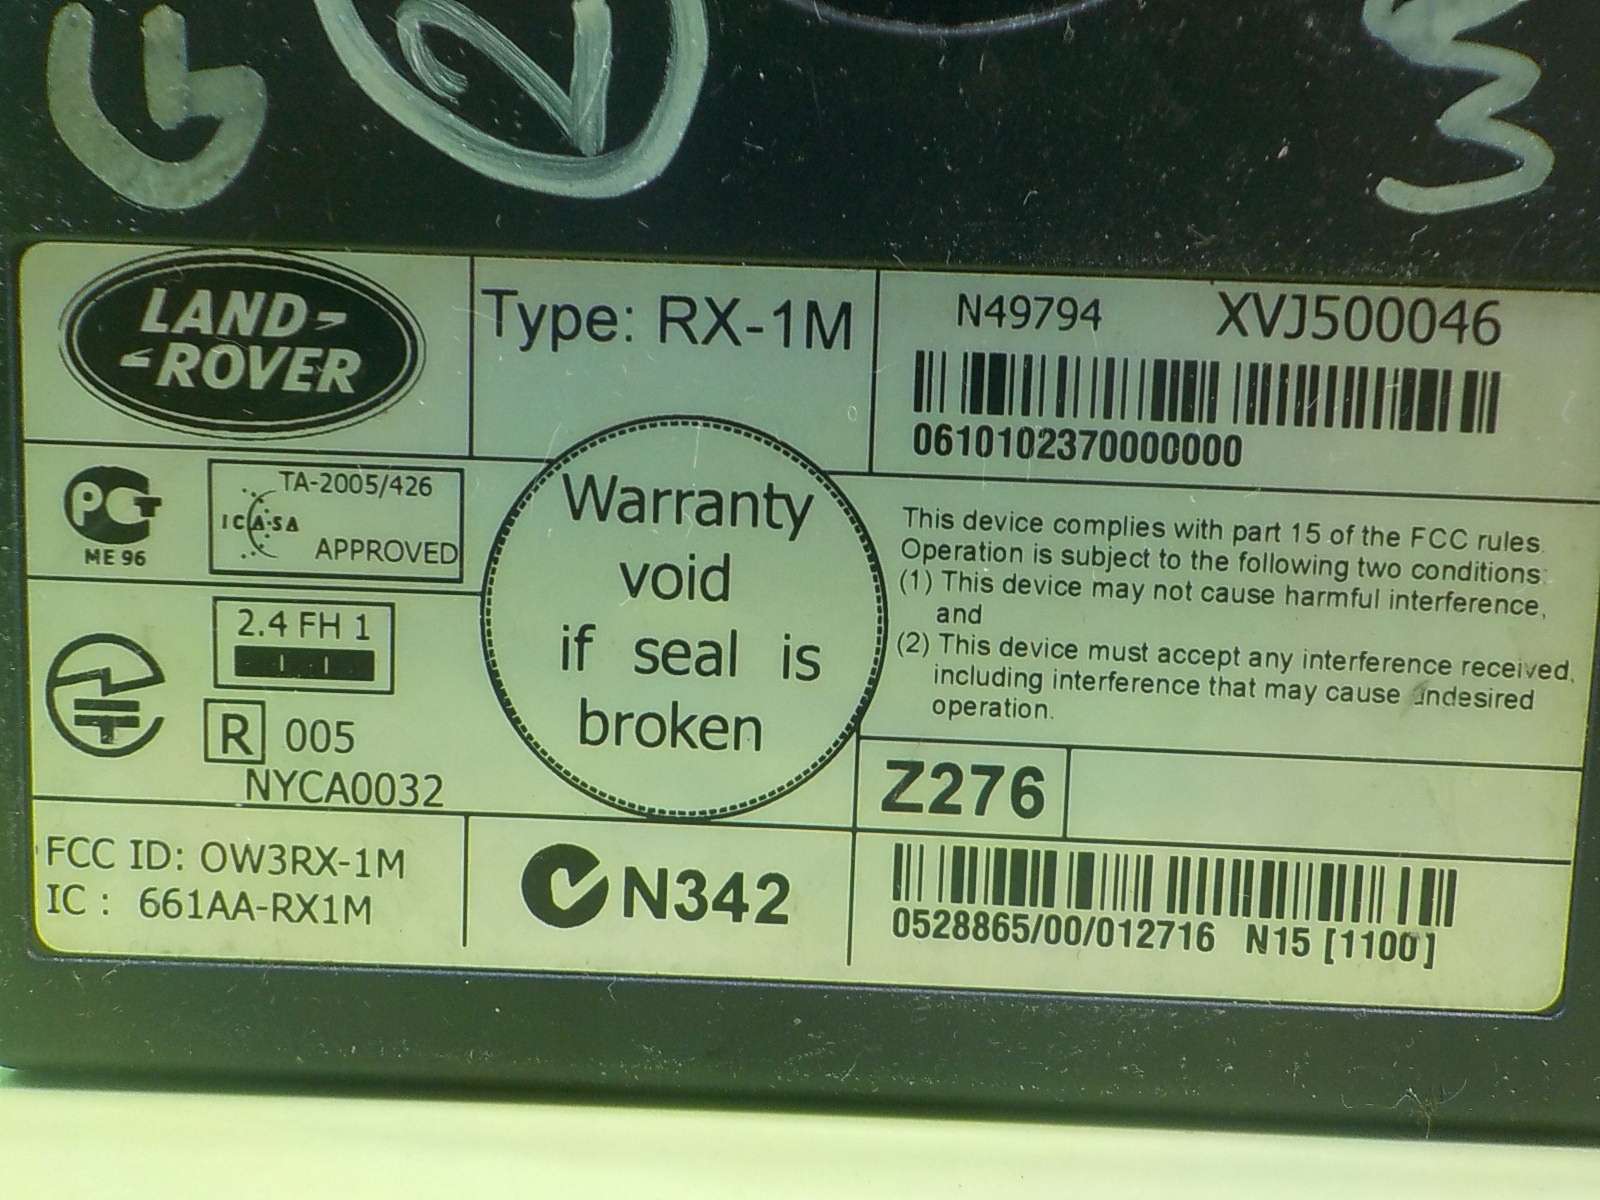 LAND-
-ROVER
Type: RX-1M
N49794 XVJ500046
0610102370000000
PCT
ME 96
TA-2005/426
ICASA
APPROVED
Warranty
void
if seal is
broken
This device complies with part 15 of the FCC rules.
Operation is subject to the following two conditions:
(1) This device may not cause harmful interference,
and
(2) This device must accept any interference received,
including interference that may cause undesired
operation.
2.4 FH 1
R 005
NYCA0032
Z276
FCC ID: OW3RX-1M
IC : 661AA-RX1M
N342
0528865/00/012716 N15 [1100]